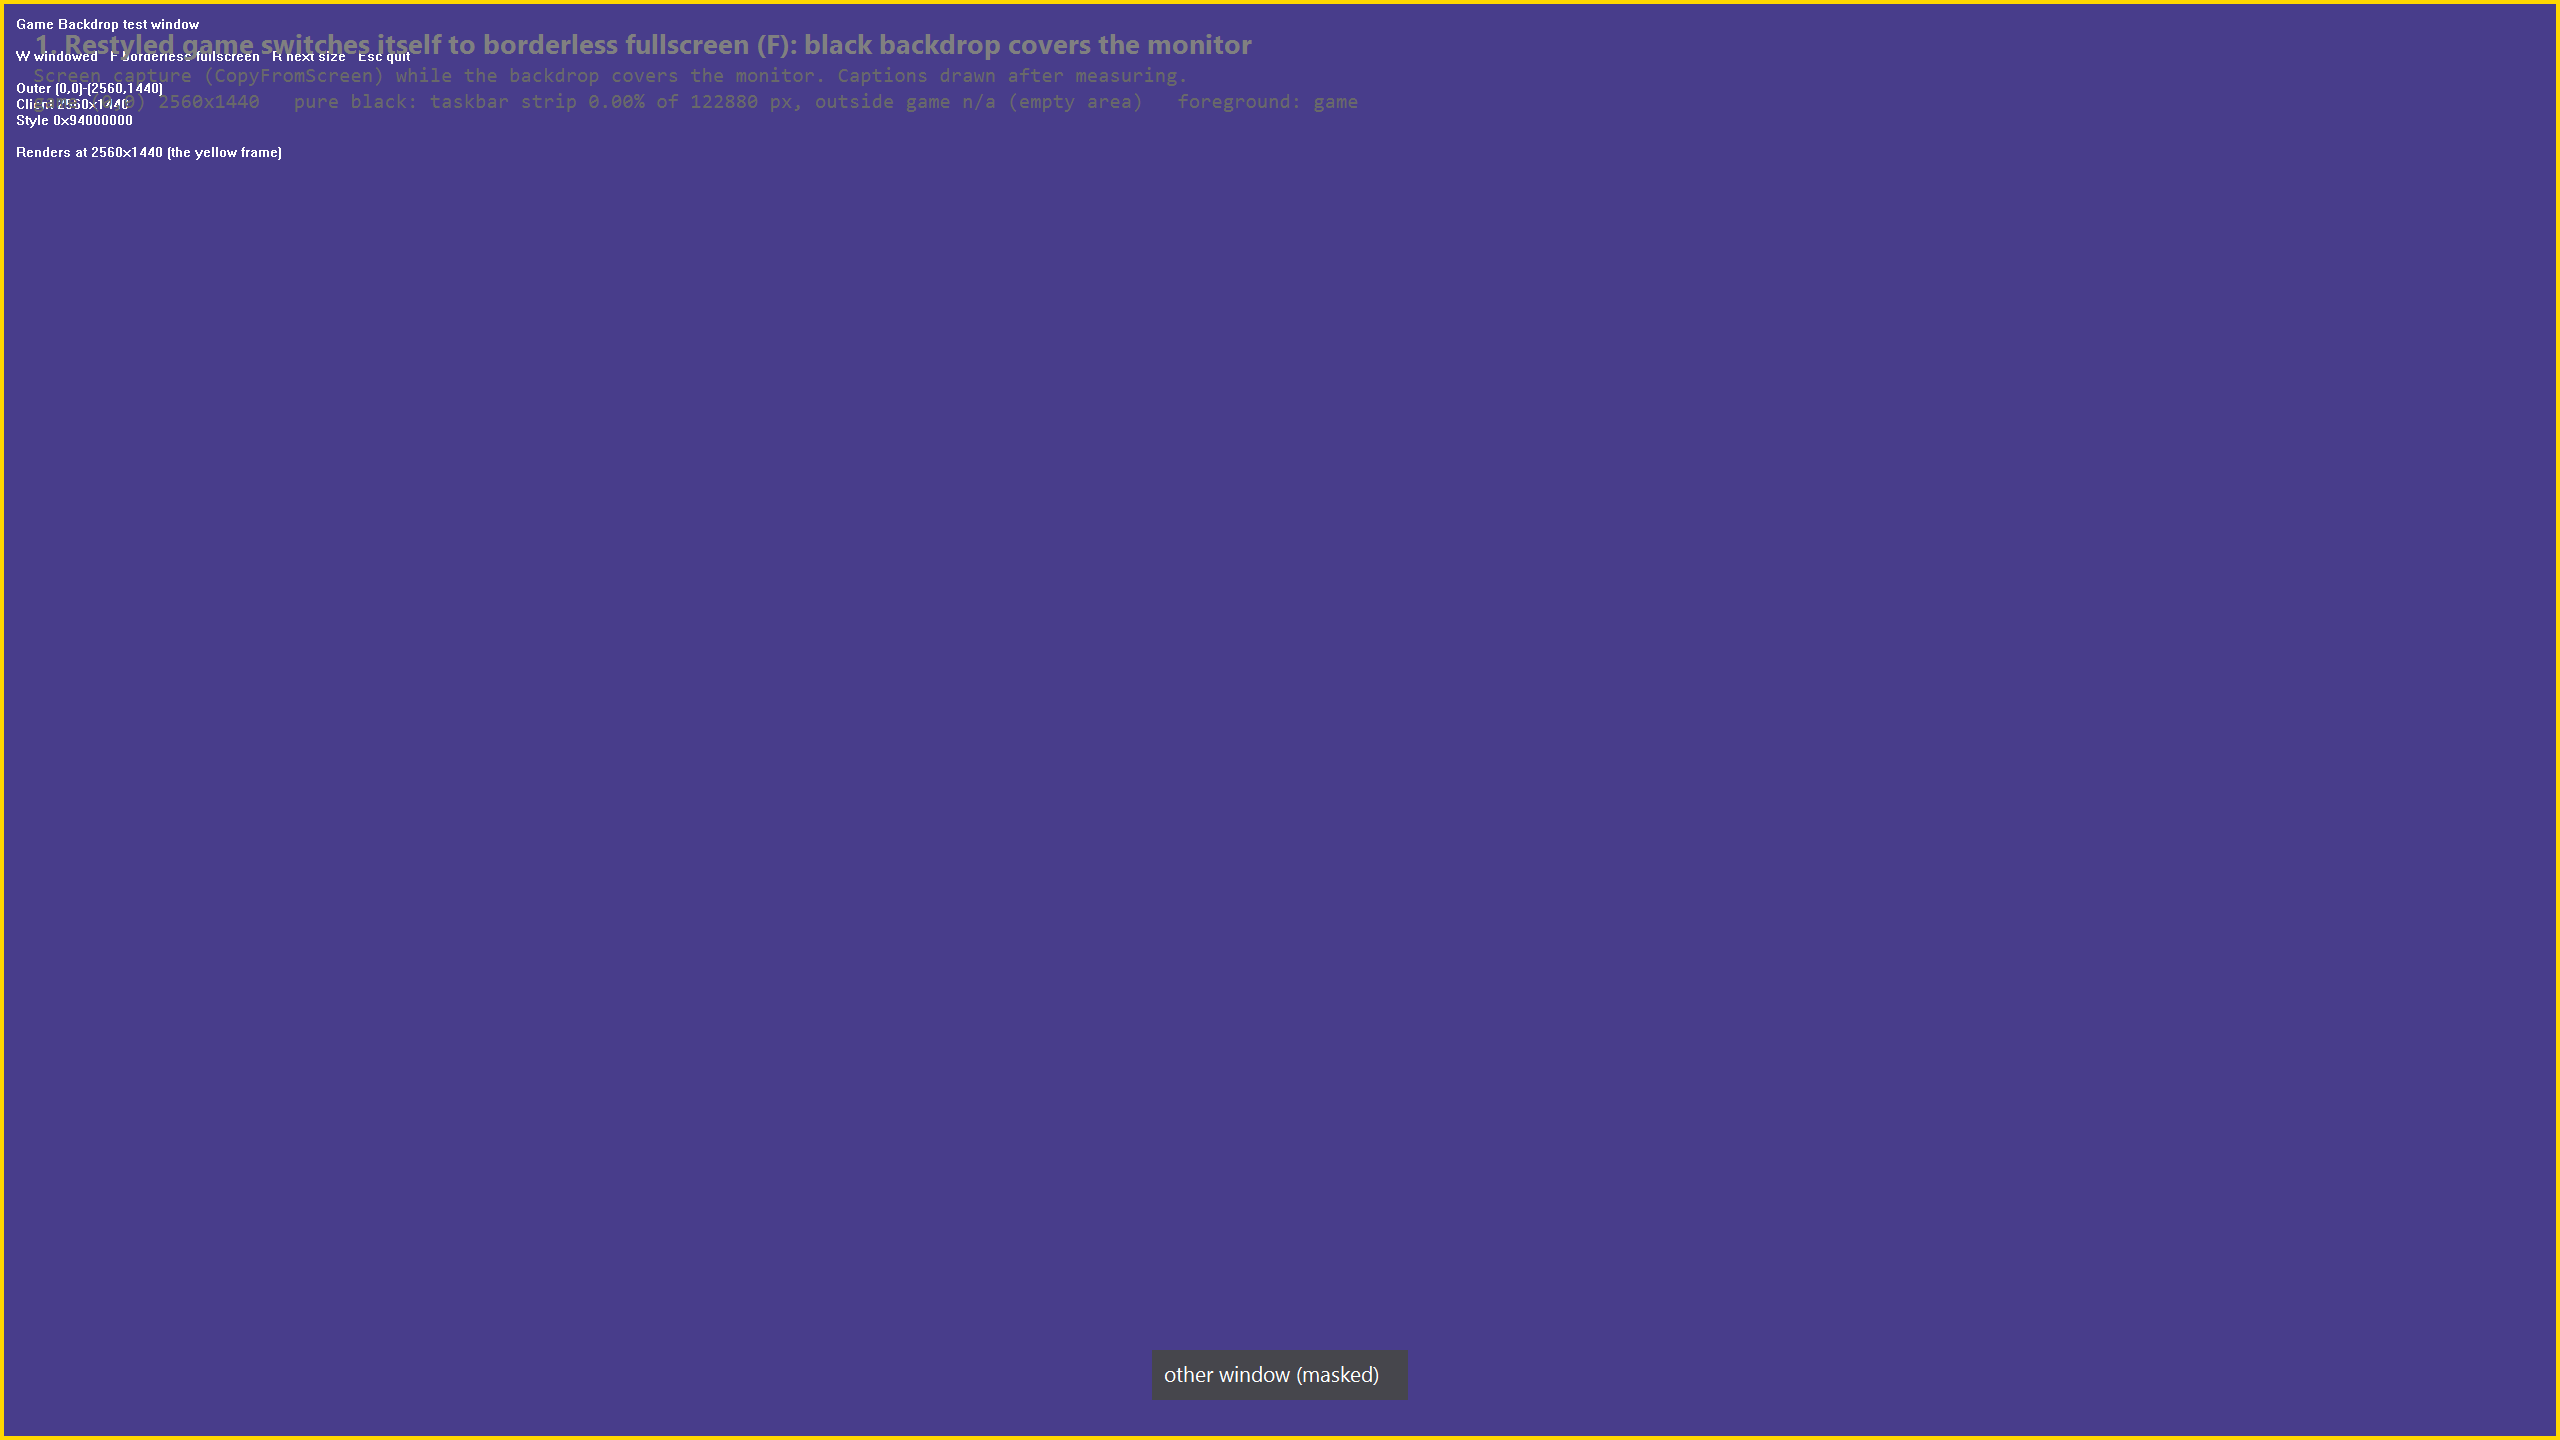 Game Backdrop test window
1. Restyled game switches itself to borderless fullscreen (F): black backdrop covers the monitor
W windowed F borderless fullscreen R next size Esc quit
Screen capture (CopyFromScreen) while the backdrop covers the monitor. Captions drawn after measuring.
Outer (0,0)-(2560,1440)
(0,0) 2560x1440 pure black: taskbar strip 0.00% of 122880 px, outside game n/a (empty area) foreground: game
Client 2560x1440
Style 0x94000000
Renders at 2560x1440 (the yellow frame)
other window (masked)